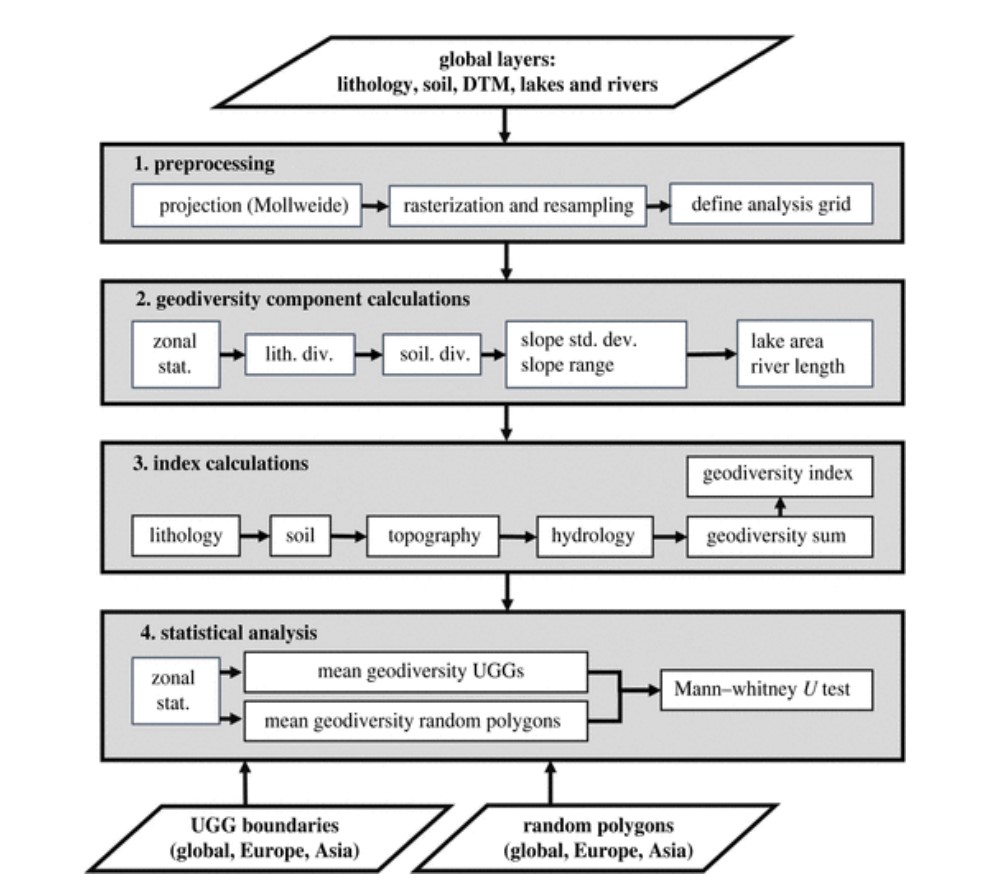 global layers:
lithology, soil, DTM, lakes and rivers
1. preprocessing
projection (Mollweide)
rasterization and resampling
define analysis grid
2. geodiversity component calculations
zonal
stat.
lith. div.
soil. div.
slope std. dev.
slope range
lake area
river length
3. index calculations
geodiversity index
lithology
soil
topography
hydrology
geodiversity sum
4. statistical analysis
zonal
stat.
mean geodiversity UGGs
mean geodiversity random polygons
Mann–whitney U test
UGG boundaries
(global, Europe, Asia)
random polygons
(global, Europe, Asia)